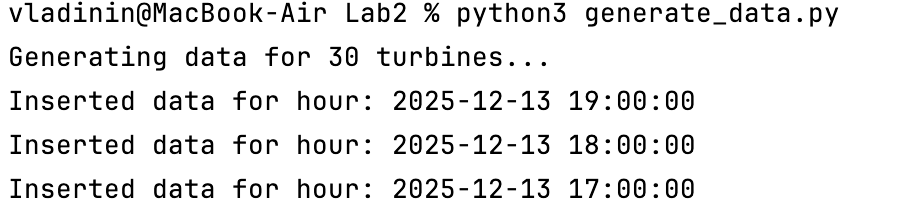 vladinin@MacBook-Air Lab2 % python3 generate_data.py
Generating data for 30 turbines...
Inserted data for hour: 2025-12-13 19:00:00
Inserted data for hour: 2025-12-13 18:00:00
Inserted data for hour: 2025-12-13 17:00:00